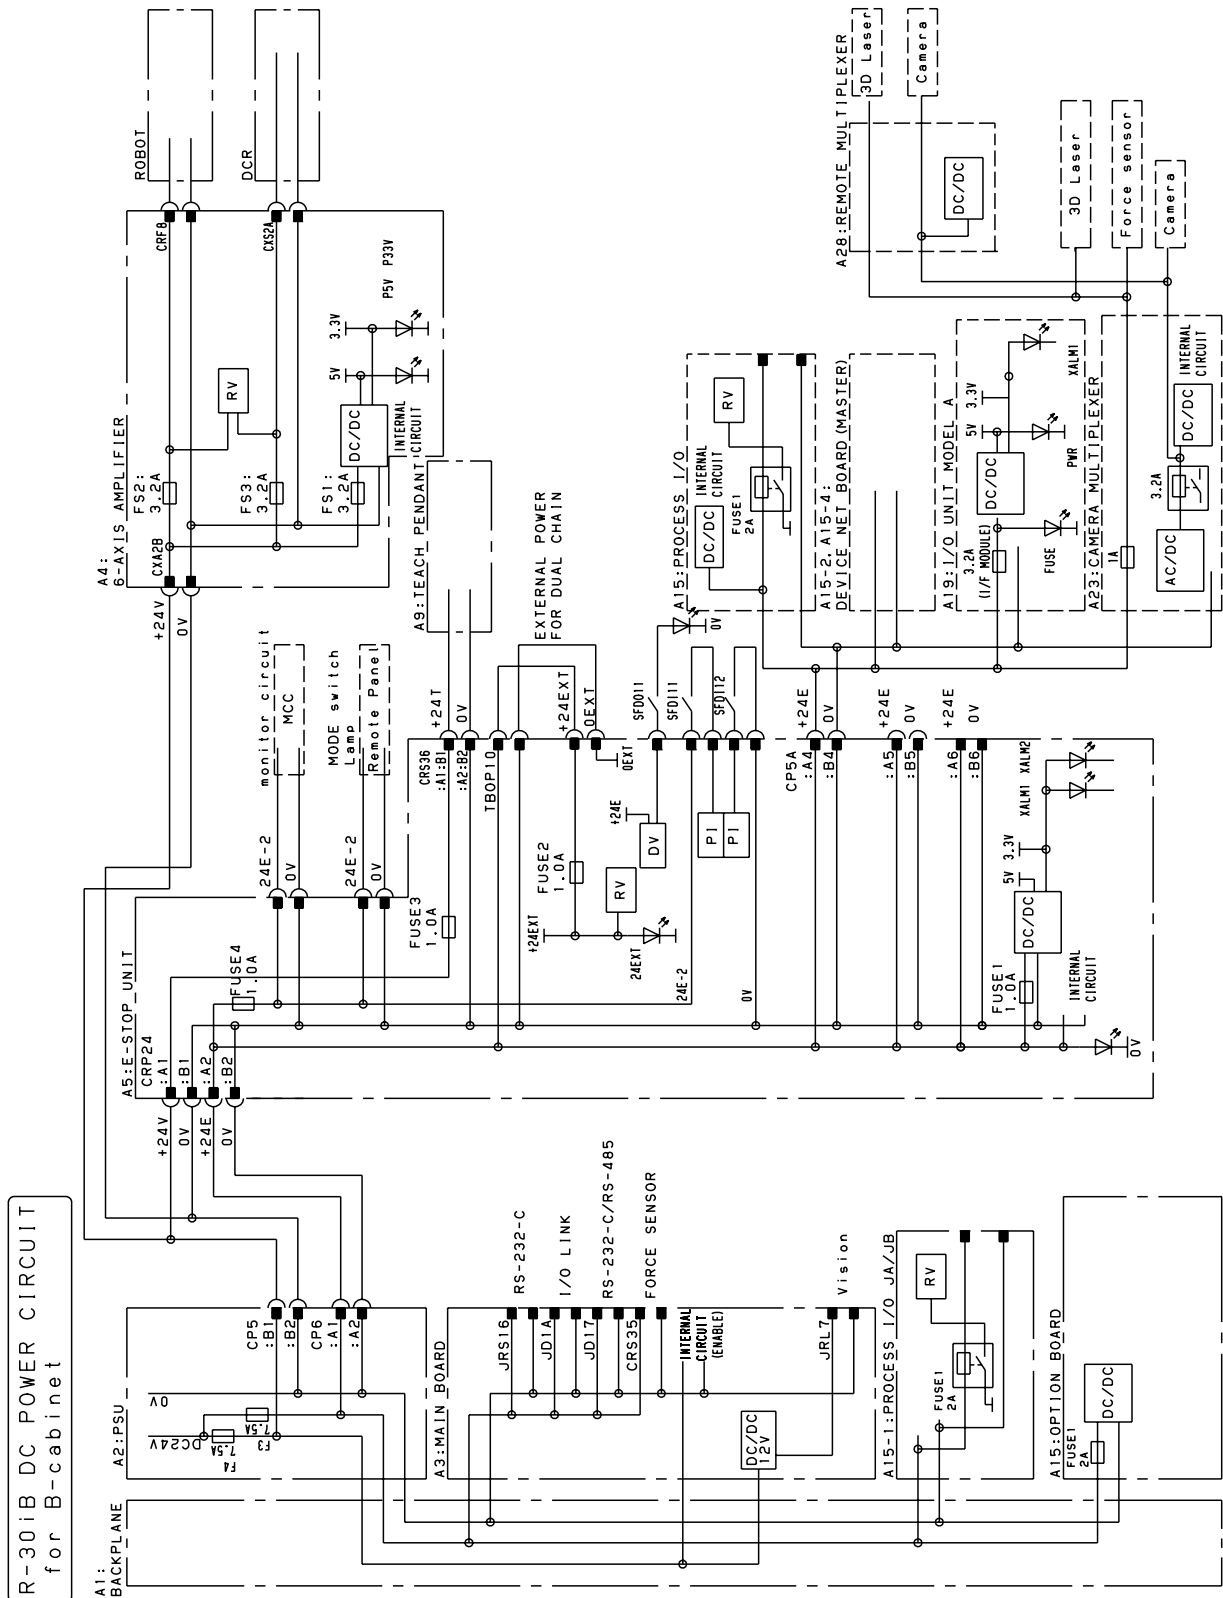 R-30iB DC POWER CIRCUIT
for B-cabinet
A1:
BACKPLANE
A2:PSU
DC24V
0V
F4
7.5A
F3
7.5A
CP5
:B1
:B2
CP6
:A1
:A2
A3:MAIN BOARD
JRS16
RS-232-C
JD1A
I/O LINK
JD17
RS-232-C/RS-485
CRS35
FORCE SENSOR
INTERNAL
CIRCUIT
(ENABLE)
DC/DC
12V
JRL7
Vision
A15-1:PROCESS I/O JA/JB
FUSE1
2A
RV
A15:OPTION BOARD
FUSE1
2A
DC/DC
+24V
0V
+24E
0V
A5:E-STOP_UNIT
CRP24
:A1
:B1
:A2
:B2
FUSE4
1.0A
24E-2
0V
monitor circuit
MCC
24E-2
0V
MODE switch
Lamp
Remote Panel
FUSE3
1.0A
CRS36
:A1:B1
:A2:B2
+24T
0V
TBOP10
EXTERNAL POWER
FOR DUAL CHAIN
+24EXT
0EXT
0EXT
FUSE2
1.0A
+24EXT
RV
24EXT
+24E
DV
SFDO11
0V
24E-2
SFDI11
PI
PI
SFDI12
0V
CP5A
:A4
:B4
+24E
0V
:A5
:B5
+24E
0V
:A6
:B6
+24E
0V
FUSE1
1.0A
DC/DC
5V
3.3V
XALM1
XALM2
INTERNAL
CIRCUIT
0V
A4:
6-AXIS AMPLIFIER
+24V
0V
CXA2B
FS2:
3.2A
FS3:
3.2A
FS1:
3.2A
RV
DC/DC
INTERNAL
CIRCUIT
5V
3.3V
P5V
P33V
CRF8
CXS2A
ROBOT
DCR
A9:TEACH PENDANT
A15:PROCESS I/O
DC/DC
INTERNAL
CIRCUIT
FUSE1
2A
RV
A15-2,A15-4:
DEVICE NET BOARD(MASTER)
A19:I/O UNIT MODEL A
3.2A
(I/F MODULE)
FUSE
DC/DC
5V
3.3V
PWR
XALM1
A23:CAMERA MULTIPLEXER
1A
AC/DC
3.2A
DC/DC
INTERNAL
CIRCUIT
A28:REMOTE MULTIPLEXER
DC/DC
3D Laser
Camera
3D Laser
Force sensor
Camera